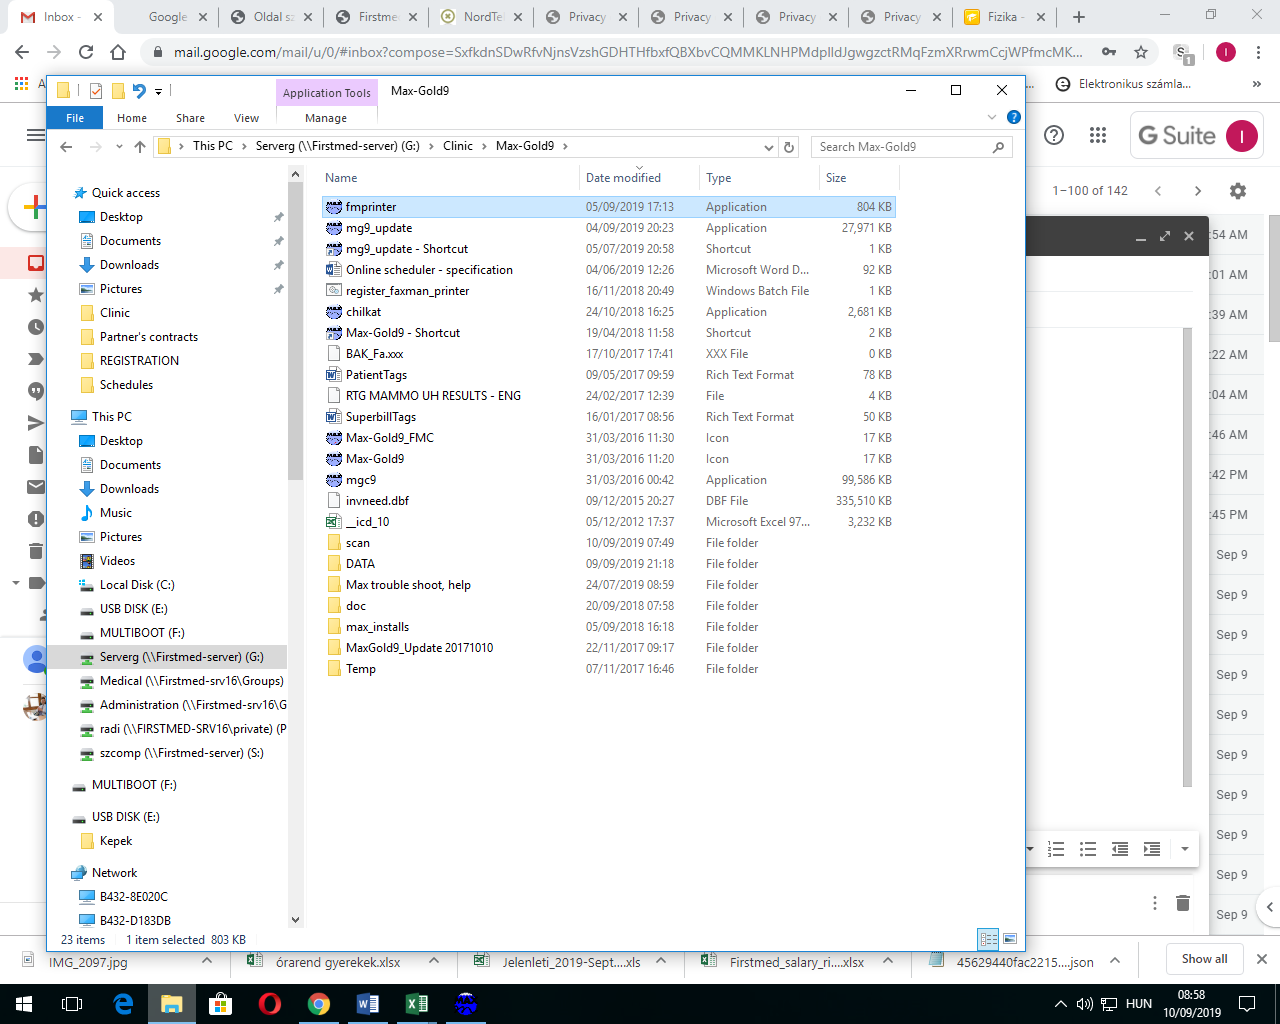 Inbox -
Google
Oldal sz
Firstmed
NordTel
Privacy
Privacy
Privacy
Privacy
Fizika -
mail.google.com/mail/u/0/#inbox?compose=SxfkdnSDwRfvNjnsVzshGDHTHfbxfQBXbvCQMMKLNHPMdplldJgwgzctRMqFzmXRrwmCcjWPfmcMK...
S
1
I
A
Elektronikus számla...
»
Application Tools
Max-Gold9
File
Home
Share
View
Manage
This PC
Serverg (\\Firstmed-server) (G:)
Clinic
Max-Gold9
Search Max-Gold9
G Suite
I
1–100 of 142
Name
Date modified
Type
Size
fmprinter 05/09/2019 17:13 Application 804 KB
mg9_update 04/09/2019 20:23 Application 27,971 KB
mg9_update - Shortcut 05/07/2019 20:58 Shortcut 1 KB
Online scheduler - specification 04/06/2019 12:26 Microsoft Word D... 92 KB
register_faxman_printer 16/11/2018 20:49 Windows Batch File 1 KB
chilkat 24/10/2018 16:25 Application 2,681 KB
Max-Gold9 - Shortcut 19/04/2018 11:58 Shortcut 2 KB
BAK_Fa.xxx 17/10/2017 17:41 XXX File 0 KB
PatientTags 09/05/2017 09:59 Rich Text Format 78 KB
RTG MAMMO UH RESULTS - ENG 24/02/2017 12:39 File 4 KB
SuperbillTags 16/01/2017 08:56 Rich Text Format 50 KB
Max-Gold9_FMC 31/03/2016 11:30 Icon 17 KB
Max-Gold9 31/03/2016 11:20 Icon 17 KB
mgc9 31/03/2016 00:42 Application 99,586 KB
invneed.dbf 09/12/2015 20:27 DBF File 335,510 KB
__icd_10 05/12/2012 17:37 Microsoft Excel 97... 3,232 KB
scan 10/09/2019 07:49 File folder
DATA 09/09/2019 21:18 File folder
Max trouble shoot, help 24/07/2019 08:59 File folder
doc 20/09/2018 07:58 File folder
max_installs 05/09/2018 16:18 File folder
MaxGold9_Update 20171010 22/11/2017 09:17 File folder
Temp 07/11/2017 16:46 File folder
Quick access
Desktop
Documents
Downloads
Pictures
Clinic
Partner's contracts
REGISTRATION
Schedules
This PC
Desktop
Documents
Downloads
Music
Pictures
Videos
Local Disk (C:)
USB DISK (E:)
MULTIBOOT (F:)
Serverg (\\Firstmed-server) (G:)
Medical (\\Firstmed-srv16\Groups)
Administration (\\Firstmed-srv16\G
radi (\\FIRSTMED-SRV16\private) (P
szcomp (\\Firstmed-server) (S:)
MULTIBOOT (F:)
USB DISK (E:)
Kepek
Network
B432-8E020C
B432-D183DB
23 items
1 item selected 803 KB
:54 AM
:01 AM
:39 AM
:22 AM
:04 AM
:46 AM
:42 PM
:45 PM
Sep 9
Sep 9
Sep 9
Sep 9
Sep 9
Sep 9
Sep 9
Sep 9
Sep 9
Sep 9
IMG_2097.jpg
órarend gyerekek.xlsx
Jelenleti_2019-Sept....xls
Firstmed_salary_ri....xlsx
45629440fac2215....json
Show all
HUN
08:58
10/09/2019